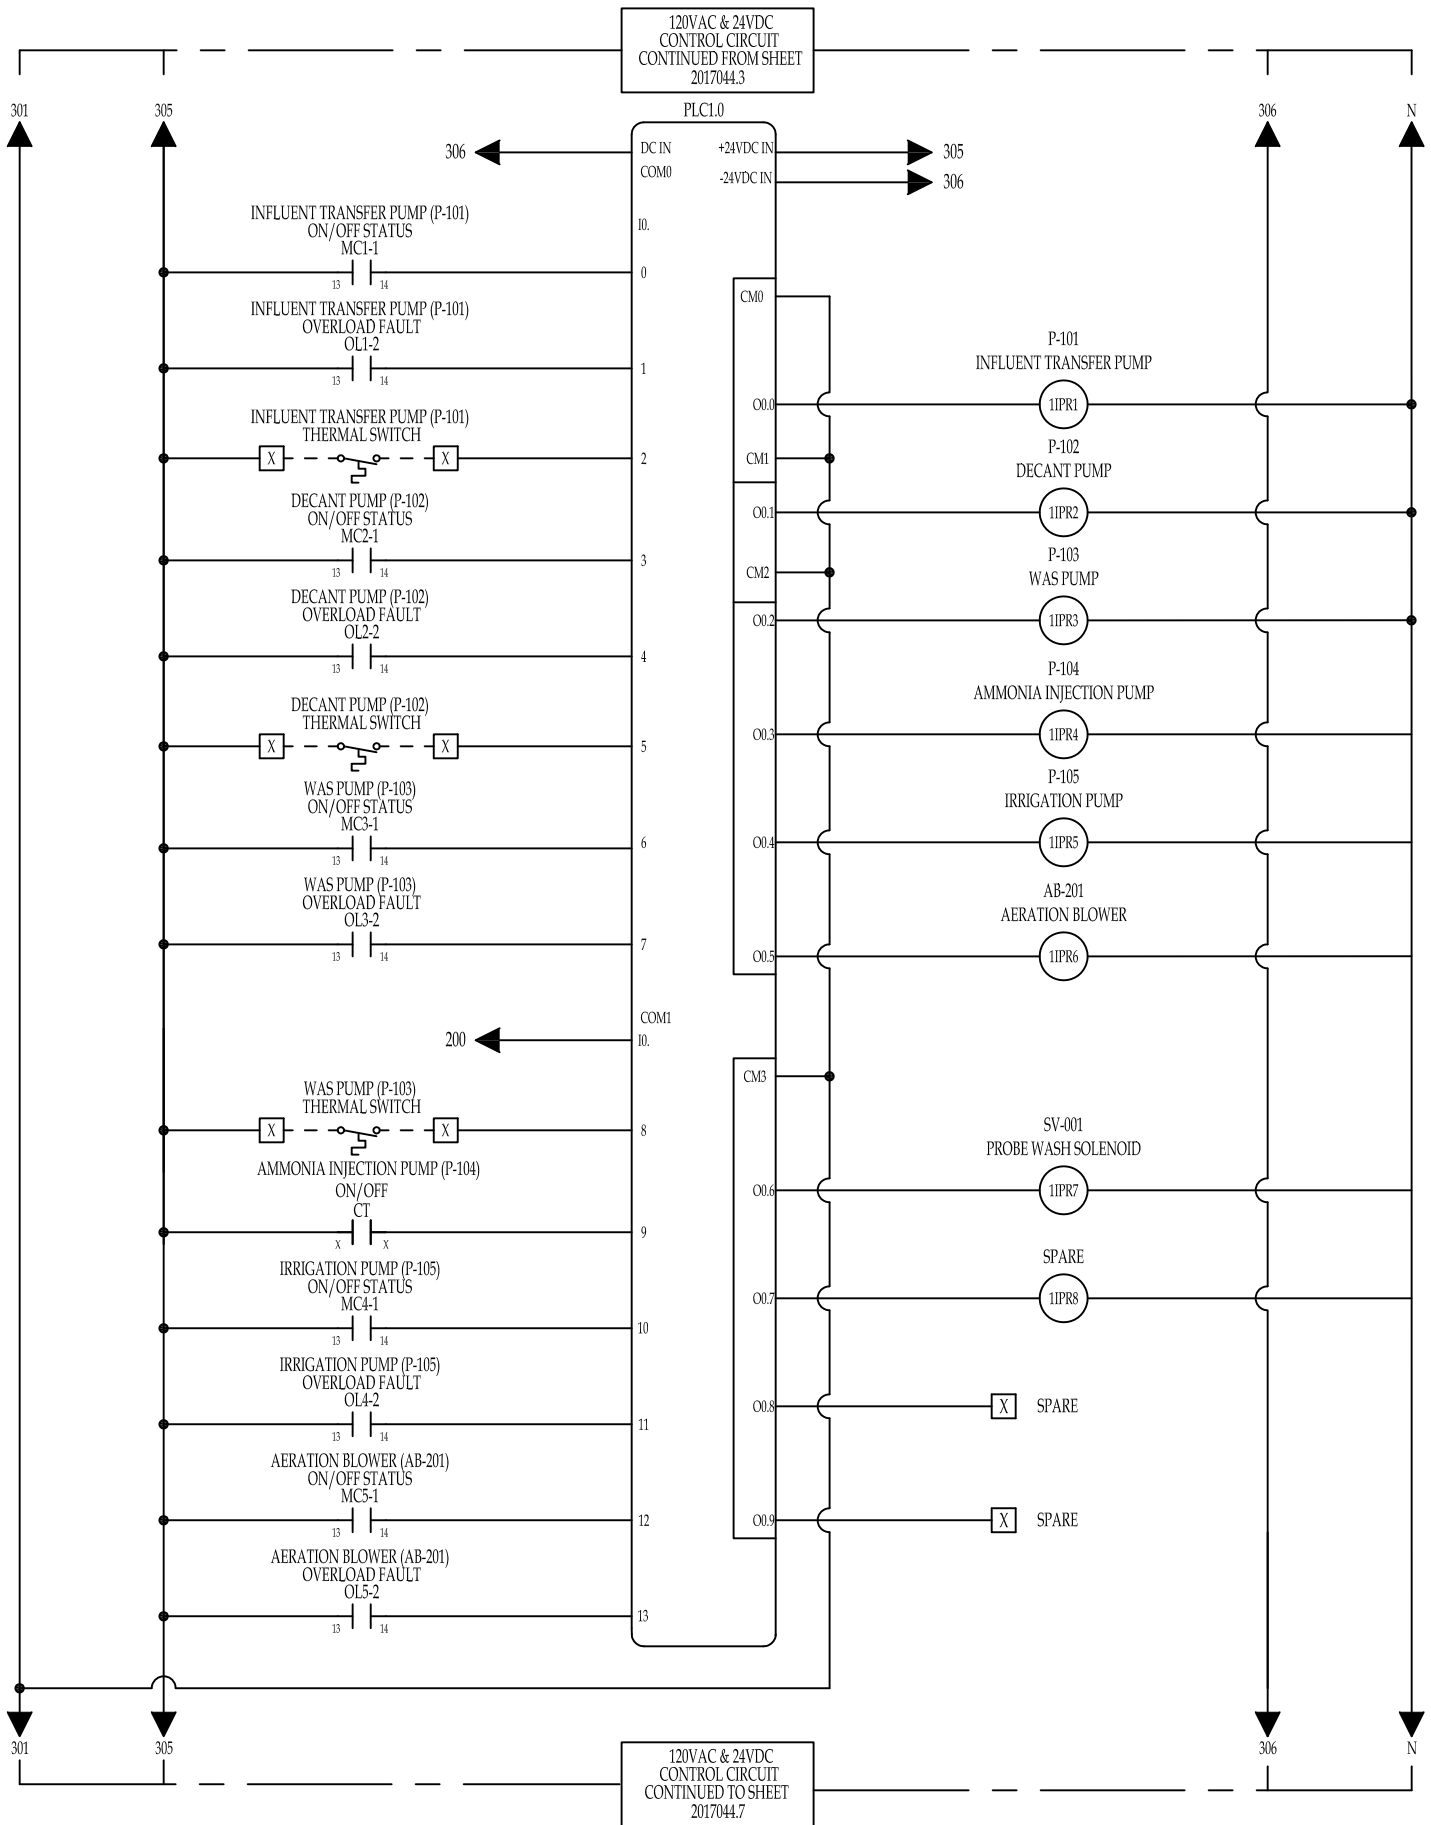 120VAC & 24VDC
CONTROL CIRCUIT
CONTINUED FROM SHEET
2017044.3
301
305
PLC1.0
306
N
306
DC IN
COM0
+24VDC IN
305
-24VDC IN
306
I0.
INFLUENT TRANSFER PUMP (P-101)
ON/OFF STATUS
MC1-1
13
14
0
INFLUENT TRANSFER PUMP (P-101)
OVERLOAD FAULT
OL1-2
13
14
1
INFLUENT TRANSFER PUMP (P-101)
THERMAL SWITCH
X
X
2
DECANT PUMP (P-102)
ON/OFF STATUS
MC2-1
13
14
3
DECANT PUMP (P-102)
OVERLOAD FAULT
OL2-2
13
14
4
DECANT PUMP (P-102)
THERMAL SWITCH
X
X
5
WAS PUMP (P-103)
ON/OFF STATUS
MC3-1
13
14
6
WAS PUMP (P-103)
OVERLOAD FAULT
OL3-2
13
14
7
COM1
200
I0.
WAS PUMP (P-103)
THERMAL SWITCH
X
X
8
AMMONIA INJECTION PUMP (P-104)
ON/OFF
CT
X
X
9
IRRIGATION PUMP (P-105)
ON/OFF STATUS
MC4-1
13
14
10
IRRIGATION PUMP (P-105)
OVERLOAD FAULT
OL4-2
13
14
11
AERATION BLOWER (AB-201)
ON/OFF STATUS
MC5-1
13
14
12
AERATION BLOWER (AB-201)
OVERLOAD FAULT
OL5-2
13
14
13
CM0
P-101
INFLUENT TRANSFER PUMP
O0.0
1IPR1
CM1
P-102
DECANT PUMP
O0.1
1IPR2
CM2
P-103
WAS PUMP
O0.2
1IPR3
P-104
AMMONIA INJECTION PUMP
O0.3
1IPR4
P-105
IRRIGATION PUMP
O0.4
1IPR5
AB-201
AERATION BLOWER
O0.5
1IPR6
CM3
SV-001
PROBE WASH SOLENOID
O0.6
1IPR7
SPARE
O0.7
1IPR8
O0.8
X
SPARE
O0.9
X
SPARE
301
305
306
N
120VAC & 24VDC
CONTROL CIRCUIT
CONTINUED TO SHEET
2017044.7